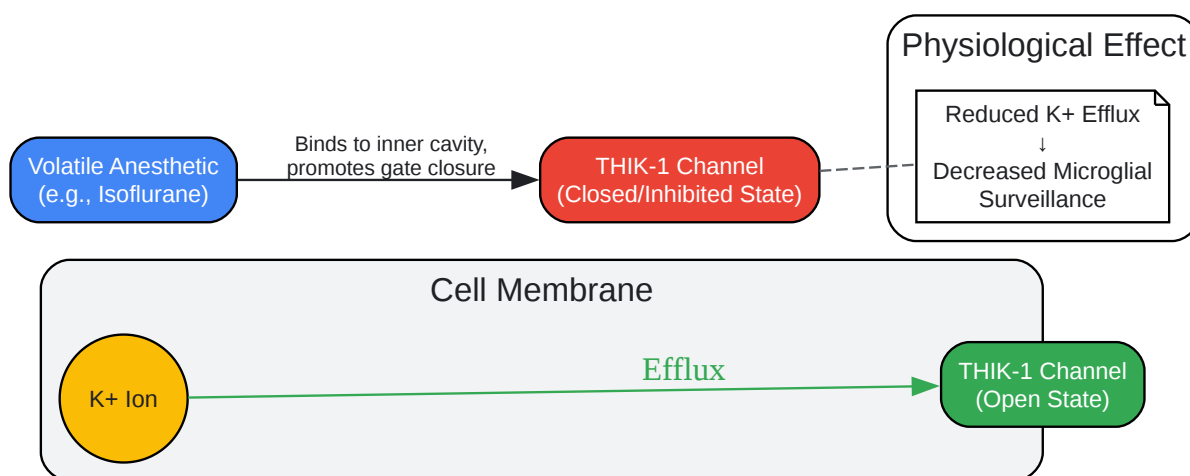 Physiological Effect
Reduced K+ Efflux
↓
Decreased Microglial
Surveillance
Volatile Anesthetic
(e.g., Isoflurane)
Binds to inner cavity,
promotes gate closure
THIK-1 Channel
(Closed/Inhibited State)
Cell Membrane
K+ Ion
Efflux
THIK-1 Channel
(Open State)